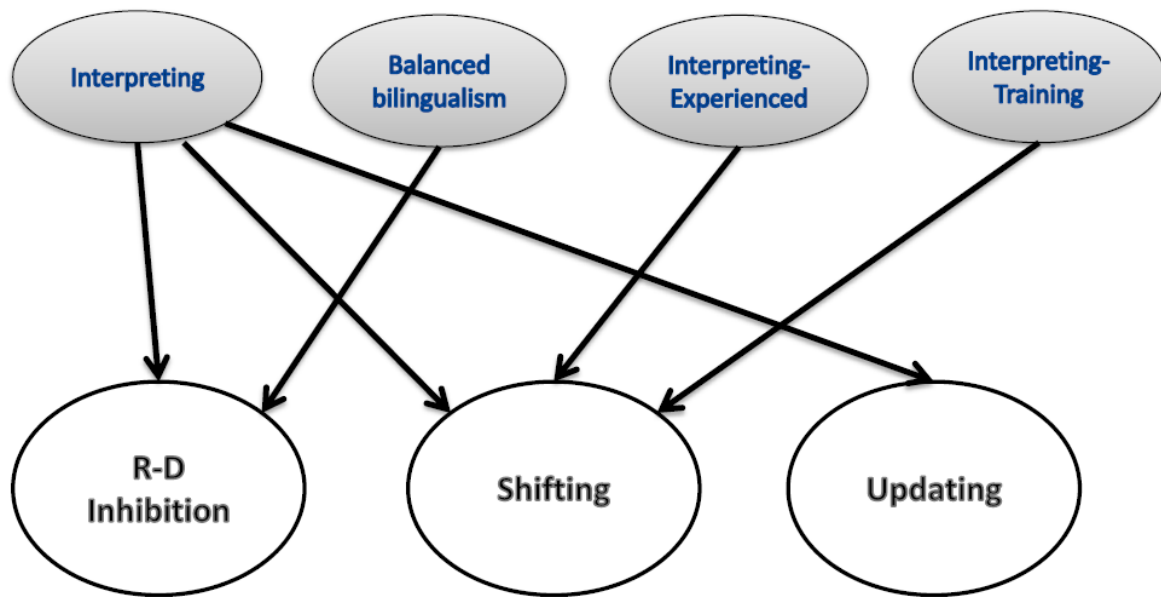 Interpreting
Balanced
bilingualism
Interpreting-
Experienced
Interpreting-
Training
R-D
Inhibition
Shifting
Updating